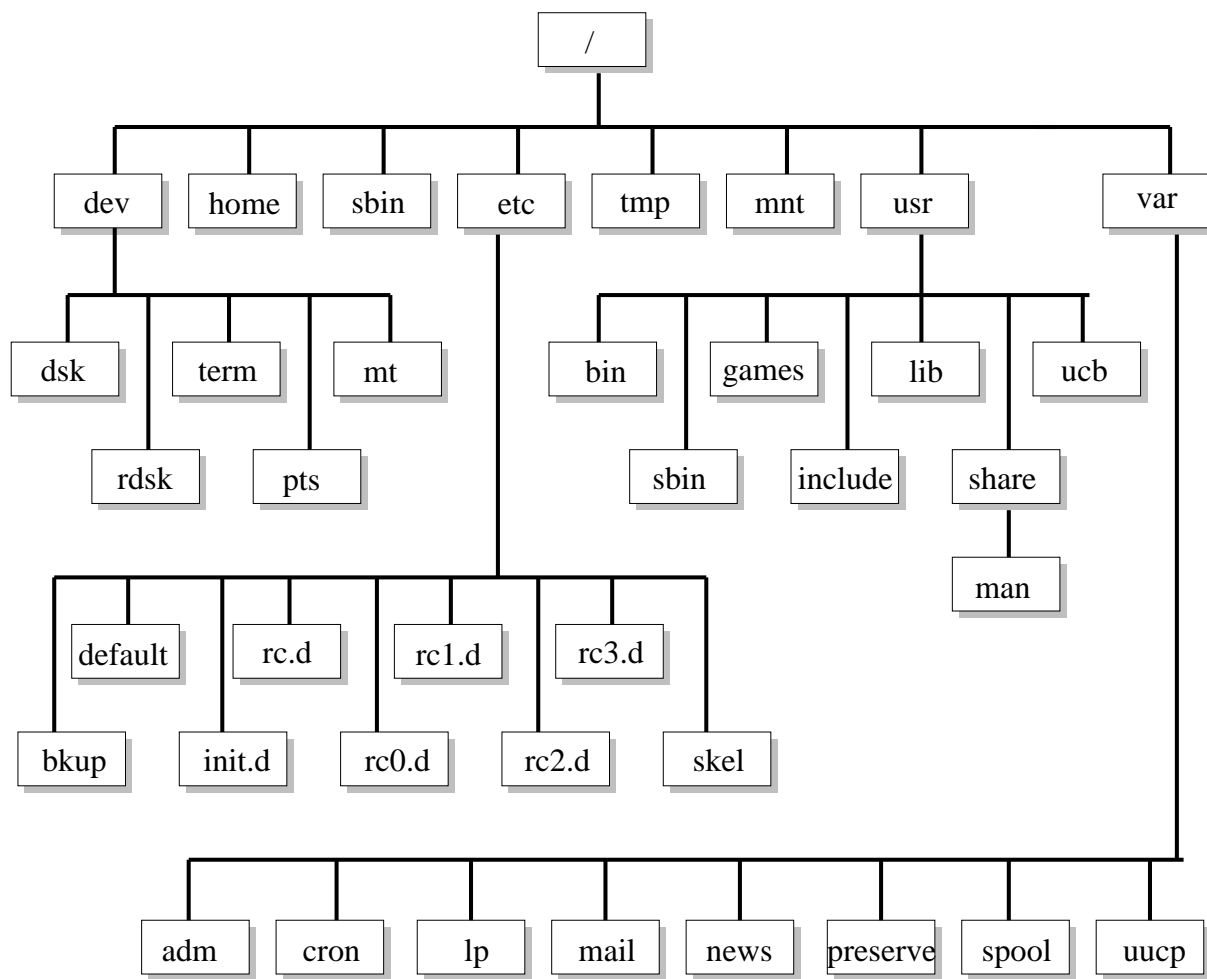 /
dev home sbin etc tmp mnt usr var
dsk term mt bin games lib ucb
rdsk pts sbin include share
man
default rc.d rc1.d rc3.d
bkup init.d rc0.d rc2.d skel
adm cron lp mail news preserve spool uucp